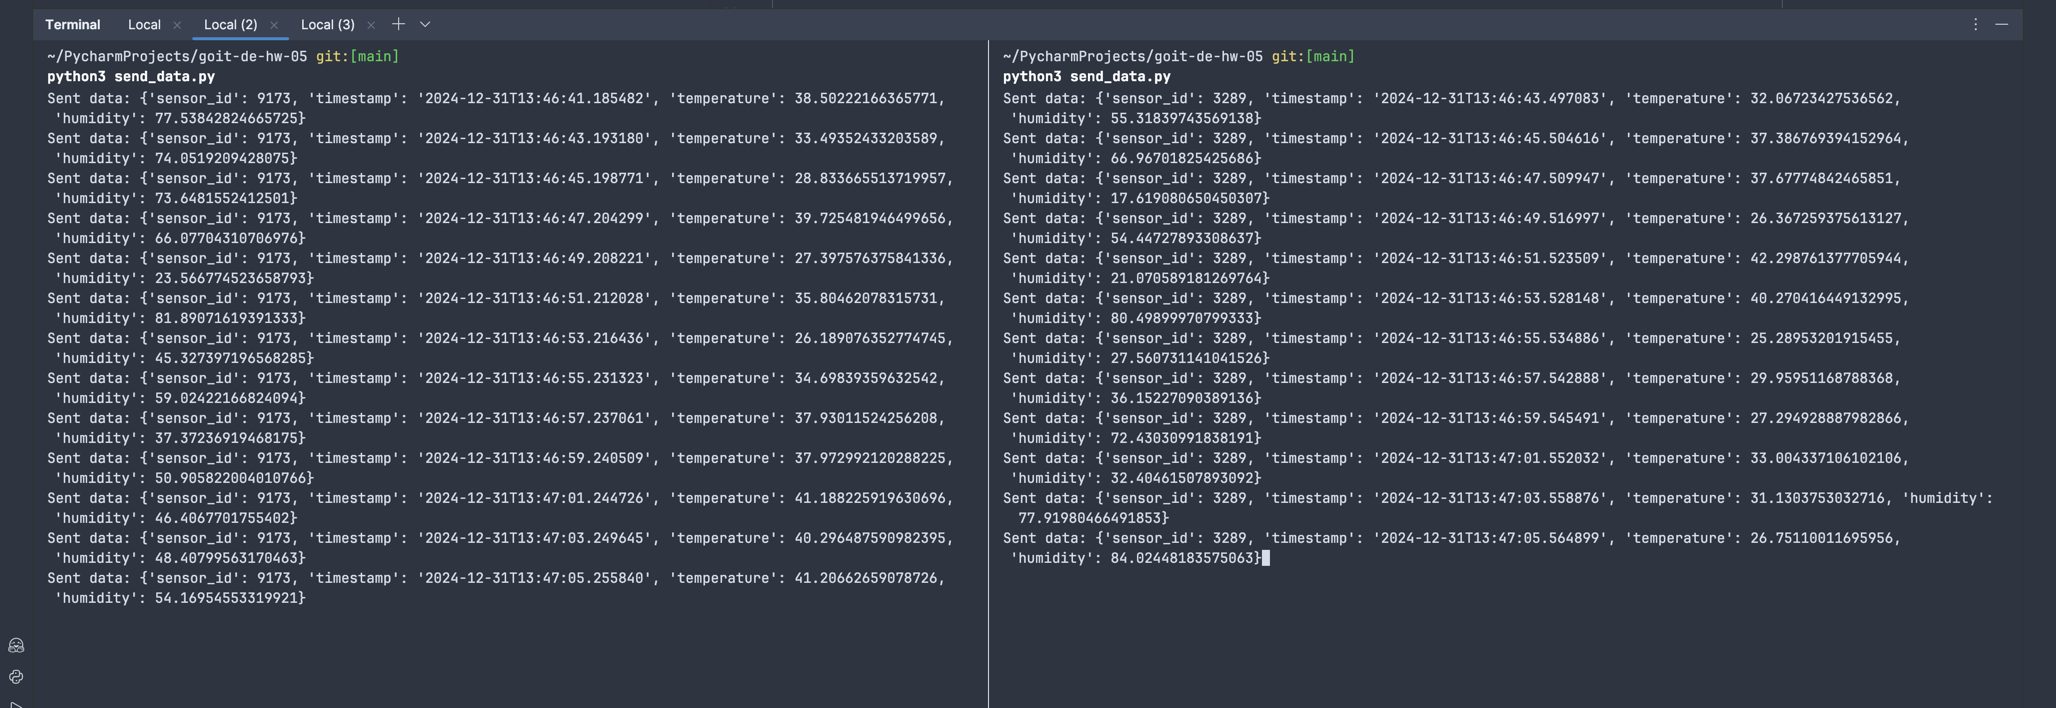 Terminal Local Local (2) Local (3)
~/PycharmProjects/goit-de-hw-05 git:[main]
python3 send_data.py
Sent data: {'sensor_id': 9173, 'timestamp': '2024-12-31T13:46:41.185482', 'temperature': 38.50222166365771,
'humidity': 77.53842824665725}
Sent data: {'sensor_id': 9173, 'timestamp': '2024-12-31T13:46:43.193180', 'temperature': 33.49352433203589,
'humidity': 74.0519209428075}
Sent data: {'sensor_id': 9173, 'timestamp': '2024-12-31T13:46:45.198771', 'temperature': 28.833665513719957,
'humidity': 73.6481552412501}
Sent data: {'sensor_id': 9173, 'timestamp': '2024-12-31T13:46:47.204299', 'temperature': 39.725481946499656,
'humidity': 66.07704310706976}
Sent data: {'sensor_id': 9173, 'timestamp': '2024-12-31T13:46:49.208221', 'temperature': 27.397576375841336,
'humidity': 23.566774523658793}
Sent data: {'sensor_id': 9173, 'timestamp': '2024-12-31T13:46:51.212028', 'temperature': 35.80462078315731,
'humidity': 81.89071619391333}
Sent data: {'sensor_id': 9173, 'timestamp': '2024-12-31T13:46:53.216436', 'temperature': 26.189076352774745,
'humidity': 45.327397196568285}
Sent data: {'sensor_id': 9173, 'timestamp': '2024-12-31T13:46:55.231323', 'temperature': 34.69839359632542,
'humidity': 59.02422166824094}
Sent data: {'sensor_id': 9173, 'timestamp': '2024-12-31T13:46:57.237061', 'temperature': 37.93011524256208,
'humidity': 37.37236919468175}
Sent data: {'sensor_id': 9173, 'timestamp': '2024-12-31T13:46:59.240509', 'temperature': 37.972992120288225,
'humidity': 50.905822004010766}
Sent data: {'sensor_id': 9173, 'timestamp': '2024-12-31T13:47:01.244726', 'temperature': 41.188225919630696,
'humidity': 46.4067701755402}
Sent data: {'sensor_id': 9173, 'timestamp': '2024-12-31T13:47:03.249645', 'temperature': 40.296487590982395,
'humidity': 48.40799563170463}
Sent data: {'sensor_id': 9173, 'timestamp': '2024-12-31T13:47:05.255840', 'temperature': 41.20662659078726,
'humidity': 54.16954553319921}
~/PycharmProjects/goit-de-hw-05 git:[main]
python3 send_data.py
Sent data: {'sensor_id': 3289, 'timestamp': '2024-12-31T13:46:43.497083', 'temperature': 32.06723427536562,
'humidity': 55.31839743569138}
Sent data: {'sensor_id': 3289, 'timestamp': '2024-12-31T13:46:45.504616', 'temperature': 37.386769394152964,
'humidity': 66.96701825425686}
Sent data: {'sensor_id': 3289, 'timestamp': '2024-12-31T13:46:47.509947', 'temperature': 37.67774842465851,
'humidity': 17.619080650450307}
Sent data: {'sensor_id': 3289, 'timestamp': '2024-12-31T13:46:49.516997', 'temperature': 26.367259375613127,
'humidity': 54.44727893308637}
Sent data: {'sensor_id': 3289, 'timestamp': '2024-12-31T13:46:51.523509', 'temperature': 42.298761377705944,
'humidity': 21.070589181269764}
Sent data: {'sensor_id': 3289, 'timestamp': '2024-12-31T13:46:53.528148', 'temperature': 40.270416449132995,
'humidity': 80.49899970799333}
Sent data: {'sensor_id': 3289, 'timestamp': '2024-12-31T13:46:55.534886', 'temperature': 25.28953201915455,
'humidity': 27.560731141041526}
Sent data: {'sensor_id': 3289, 'timestamp': '2024-12-31T13:46:57.542888', 'temperature': 29.95951168788368,
'humidity': 36.15227090389136}
Sent data: {'sensor_id': 3289, 'timestamp': '2024-12-31T13:46:59.545491', 'temperature': 27.294928887982866,
'humidity': 72.43030991838191}
Sent data: {'sensor_id': 3289, 'timestamp': '2024-12-31T13:47:01.552032', 'temperature': 33.004337106102106,
'humidity': 32.40461507893092}
Sent data: {'sensor_id': 3289, 'timestamp': '2024-12-31T13:47:03.558876', 'temperature': 31.1303753032716, 'humidity':
77.91980466491853}
Sent data: {'sensor_id': 3289, 'timestamp': '2024-12-31T13:47:05.564899', 'temperature': 26.75110011695956,
'humidity': 84.02448183575063}